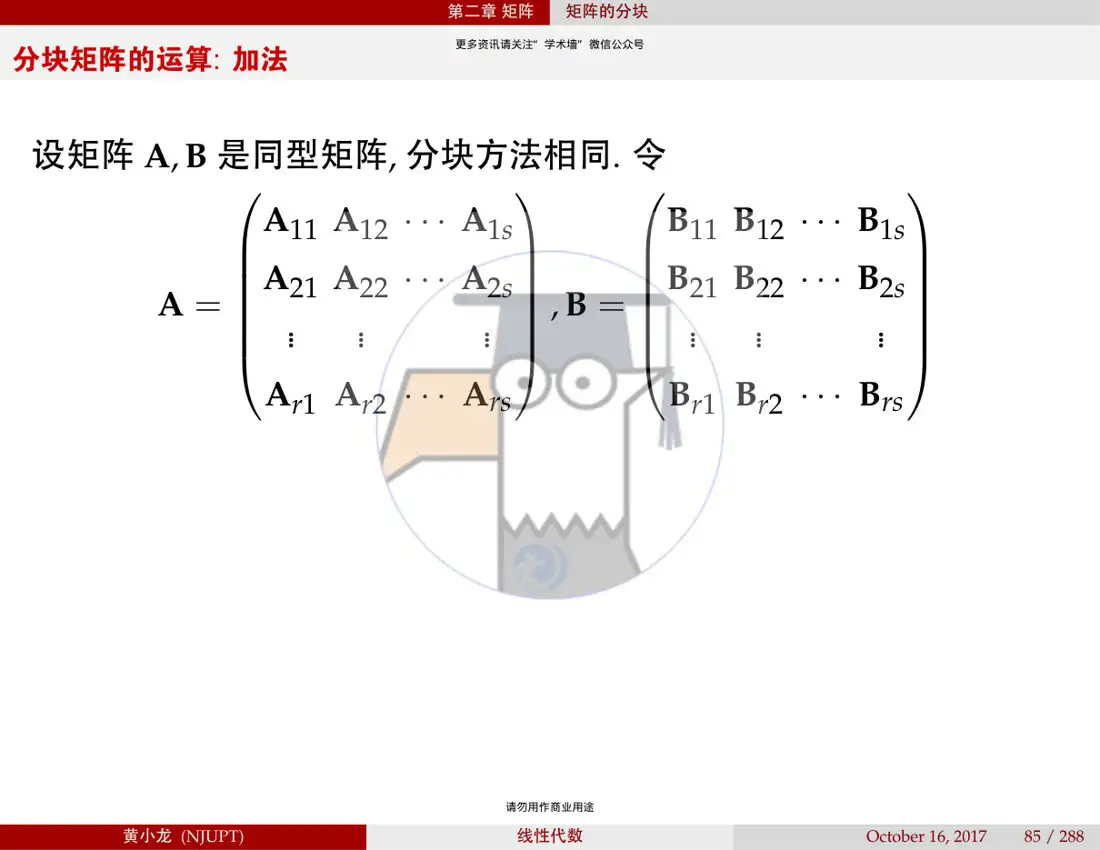 第二章 矩阵 矩阵的分块
更多资讯请关注“学术墙”微信公众号
分块矩阵的运算: 加法
设矩阵 A, B 是同型矩阵, 分块方法相同. 令
A11 A12 ··· A1s B11 B12 ··· B1s
A21 A22 ··· A2s B21 B22 ··· B2s
A = , B =
⋮ ⋮ ⋮ ⋮ ⋮ ⋮
Ar1 Ar2 ··· Ars Br1 Br2 ··· Brs
请勿用作商业用途
黄小龙 (NJUPT) 线性代数 October 16, 2017 85 / 288